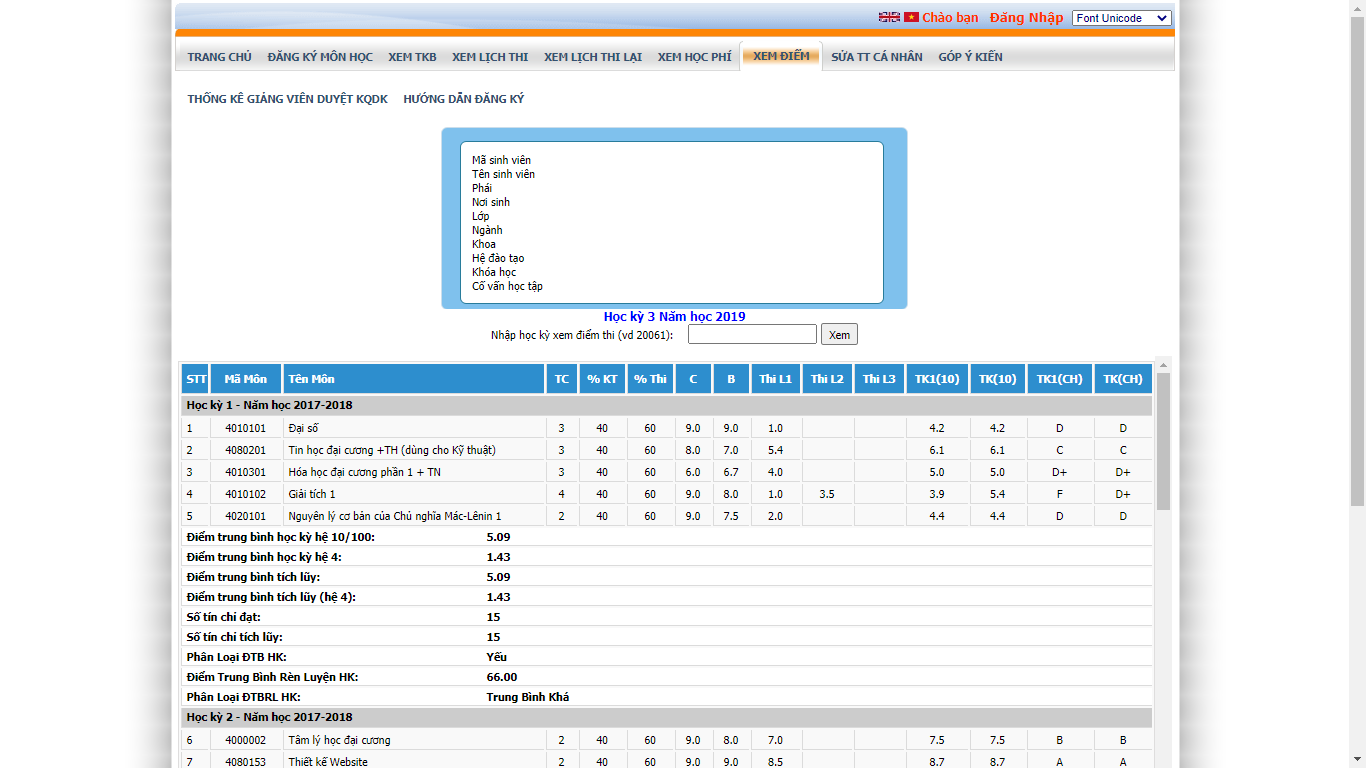 Chào bạn Đăng Nhập Font Unicode
TRANG CHỦ ĐĂNG KÝ MÔN HỌC XEM TKB XEM LỊCH THI XEM LỊCH THI LẠI XEM HỌC PHÍ XEM ĐIỂM SỬA TT CÁ NHÂN GÓP Ý KIẾN
THỐNG KÊ GIẢNG VIÊN DUYỆT KQDK HƯỚNG DẪN ĐĂNG KÝ
Mã sinh viên
Tên sinh viên
Phái
Nơi sinh
Lớp
Ngành
Khoa
Hệ đào tạo
Khóa học
Cố vấn học tập
Học kỳ 3 Năm học 2019
Nhập học kỳ xem điểm thi (vd 20061): Xem
STT Mã Môn Tên Môn TC % KT % Thi C B Thi L1 Thi L2 Thi L3 TK1(10) TK(10) TK1(CH) TK(CH)
Học kỳ 1 - Năm học 2017-2018
1 4010101 Đại số 3 40 60 9.0 9.0 1.0 4.2 4.2 D D
2 4080201 Tin học đại cương +TH (dùng cho Kỹ thuật) 3 40 60 8.0 7.0 5.4 6.1 6.1 C C
3 4010301 Hóa học đại cương phần 1 + TN 3 40 60 6.0 6.7 4.0 5.0 5.0 D+ D+
4 4010102 Giải tích 1 4 40 60 9.0 8.0 1.0 3.5 3.9 5.4 F D+
5 4020101 Nguyên lý cơ bản của Chủ nghĩa Mác-Lênin 1 2 40 60 9.0 7.5 2.0 4.4 4.4 D D
Điểm trung bình học kỳ hệ 10/100: 5.09
Điểm trung bình học kỳ hệ 4: 1.43
Điểm trung bình tích lũy: 5.09
Điểm trung bình tích lũy (hệ 4): 1.43
Số tín chỉ đạt: 15
Số tín chỉ tích lũy: 15
Phân Loại ĐTB HK: Yếu
Điểm Trung Bình Rèn Luyện HK: 66.00
Phân Loại ĐTBRL HK: Trung Bình Khá
Học kỳ 2 - Năm học 2017-2018
6 4000002 Tâm lý học đại cương 2 40 60 9.0 8.0 7.0 7.5 7.5 B B
7 4080153 Thiết kế Website 2 40 60 9.0 9.0 8.5 8.7 8.7 A A